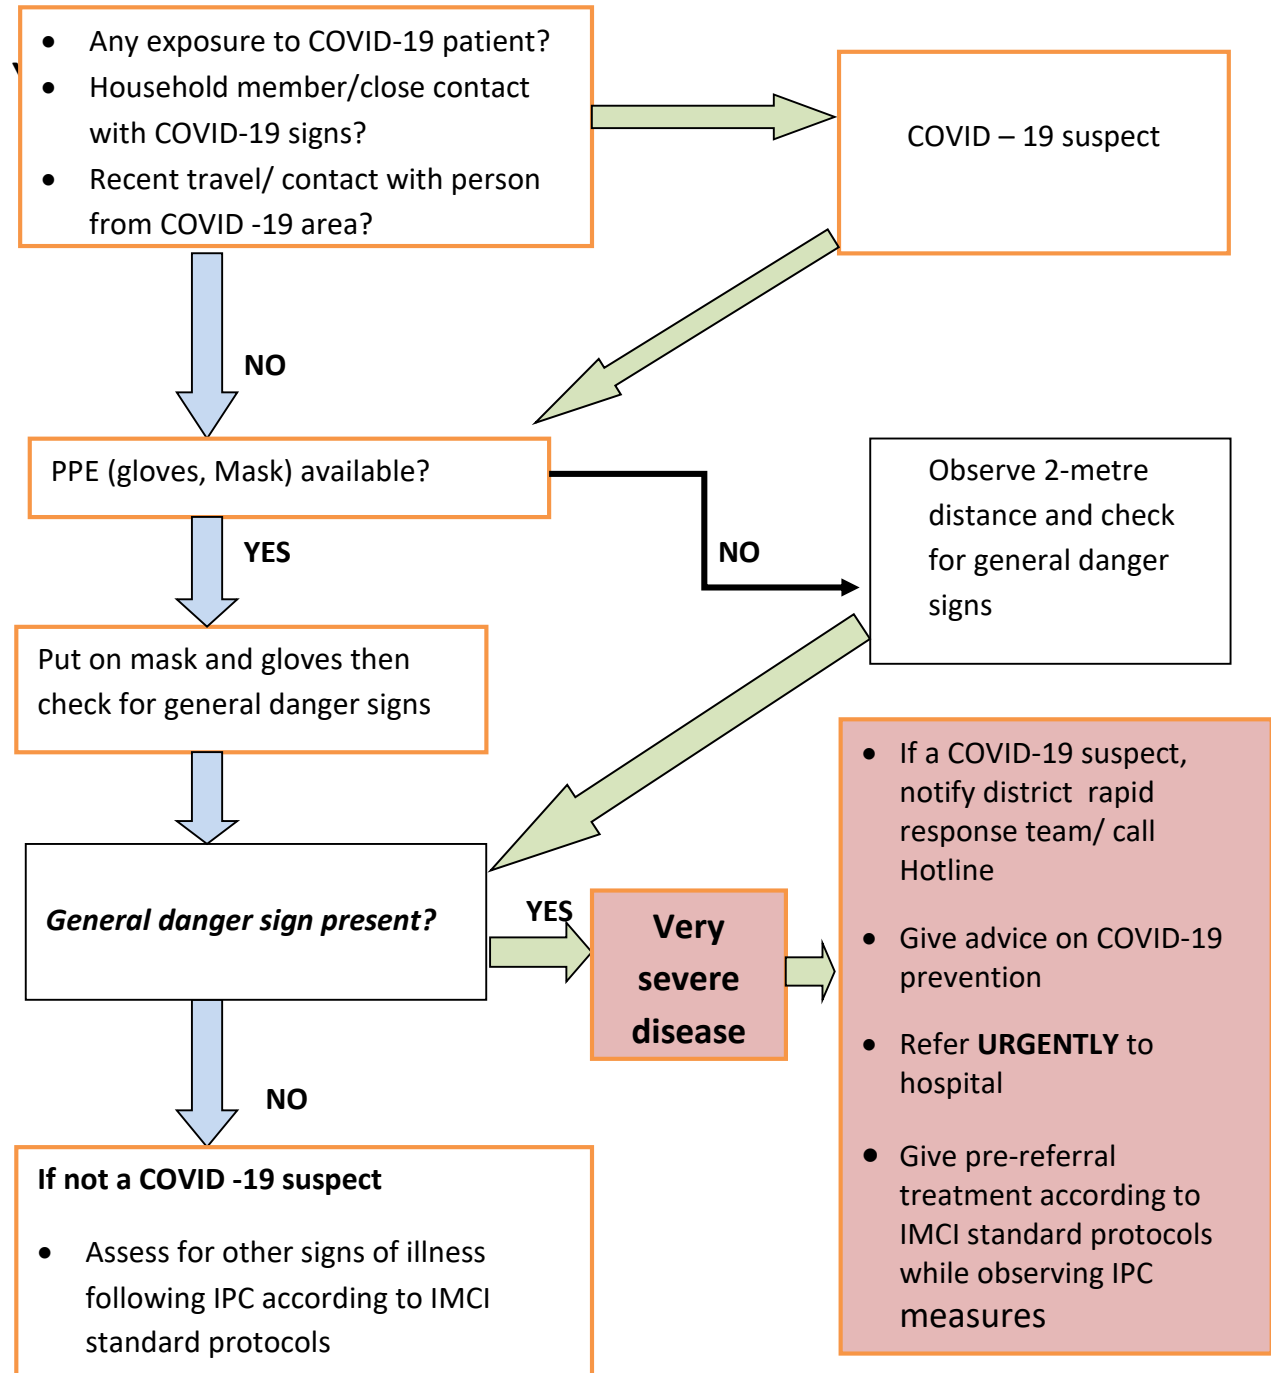 • Any exposure to COVID-19 patient?
• Household member/close contact
with COVID-19 signs?
• Recent travel/ contact with person
from COVID -19 area?
COVID – 19 suspect
NO
PPE (gloves, Mask) available?
YES
NO
Observe 2-metre
distance and check
for general danger
signs
Put on mask and gloves then
check for general danger signs
General danger sign present?
YES
Very
severe
disease
• If a COVID-19 suspect,
notify district rapid
response team/ call
Hotline
• Give advice on COVID-19
prevention
• Refer URGENTLY to
hospital
• Give pre-referral
treatment according to
IMCI standard protocols
while observing IPC
measures
NO
If not a COVID -19 suspect
• Assess for other signs of illness
following IPC according to IMCI
standard protocols